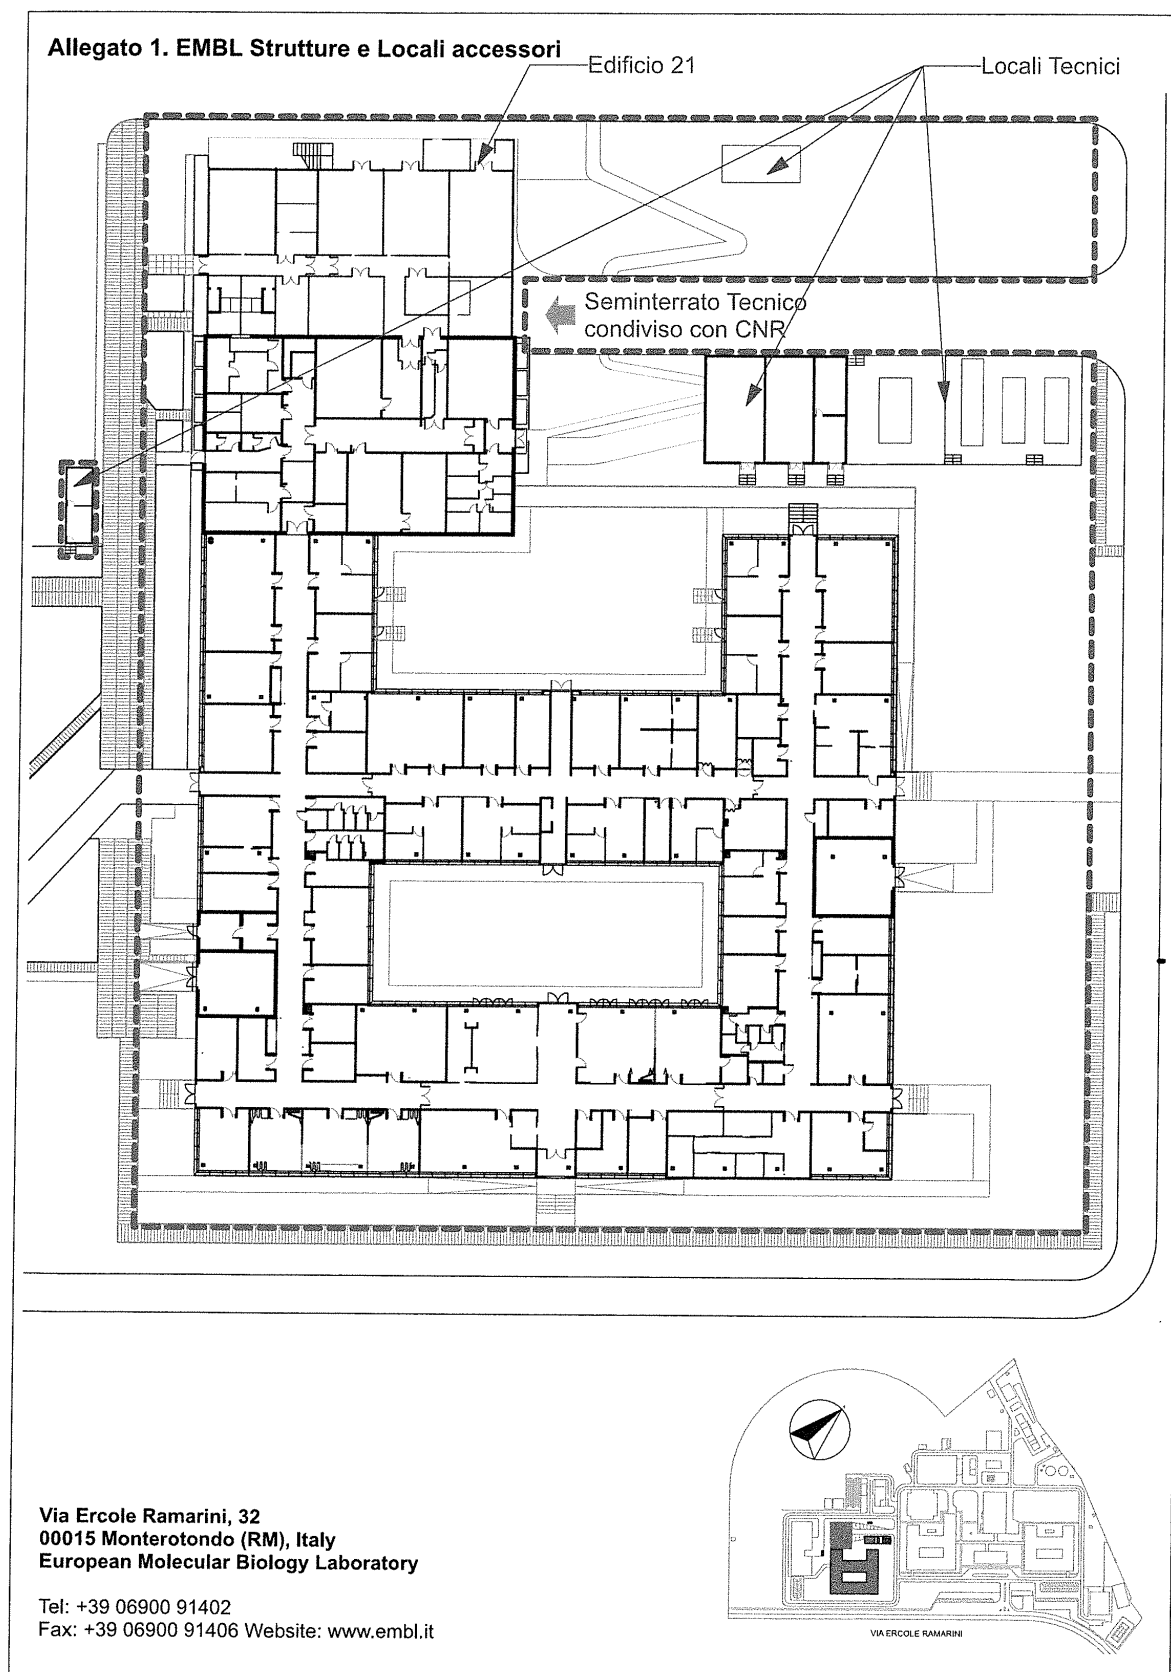 Allegato 1. EMBL Strutture e Locali accessori
Edificio 21
Locali Tecnici
Seminterrato Tecnico
condiviso con CNR
Via Ercole Ramarini, 32
00015 Monterotondo (RM), Italy
European Molecular Biology Laboratory
Tel: +39 06900 91402
Fax: +39 06900 91406 Website: www.embl.it
VIA ERCOLE RAMARINI